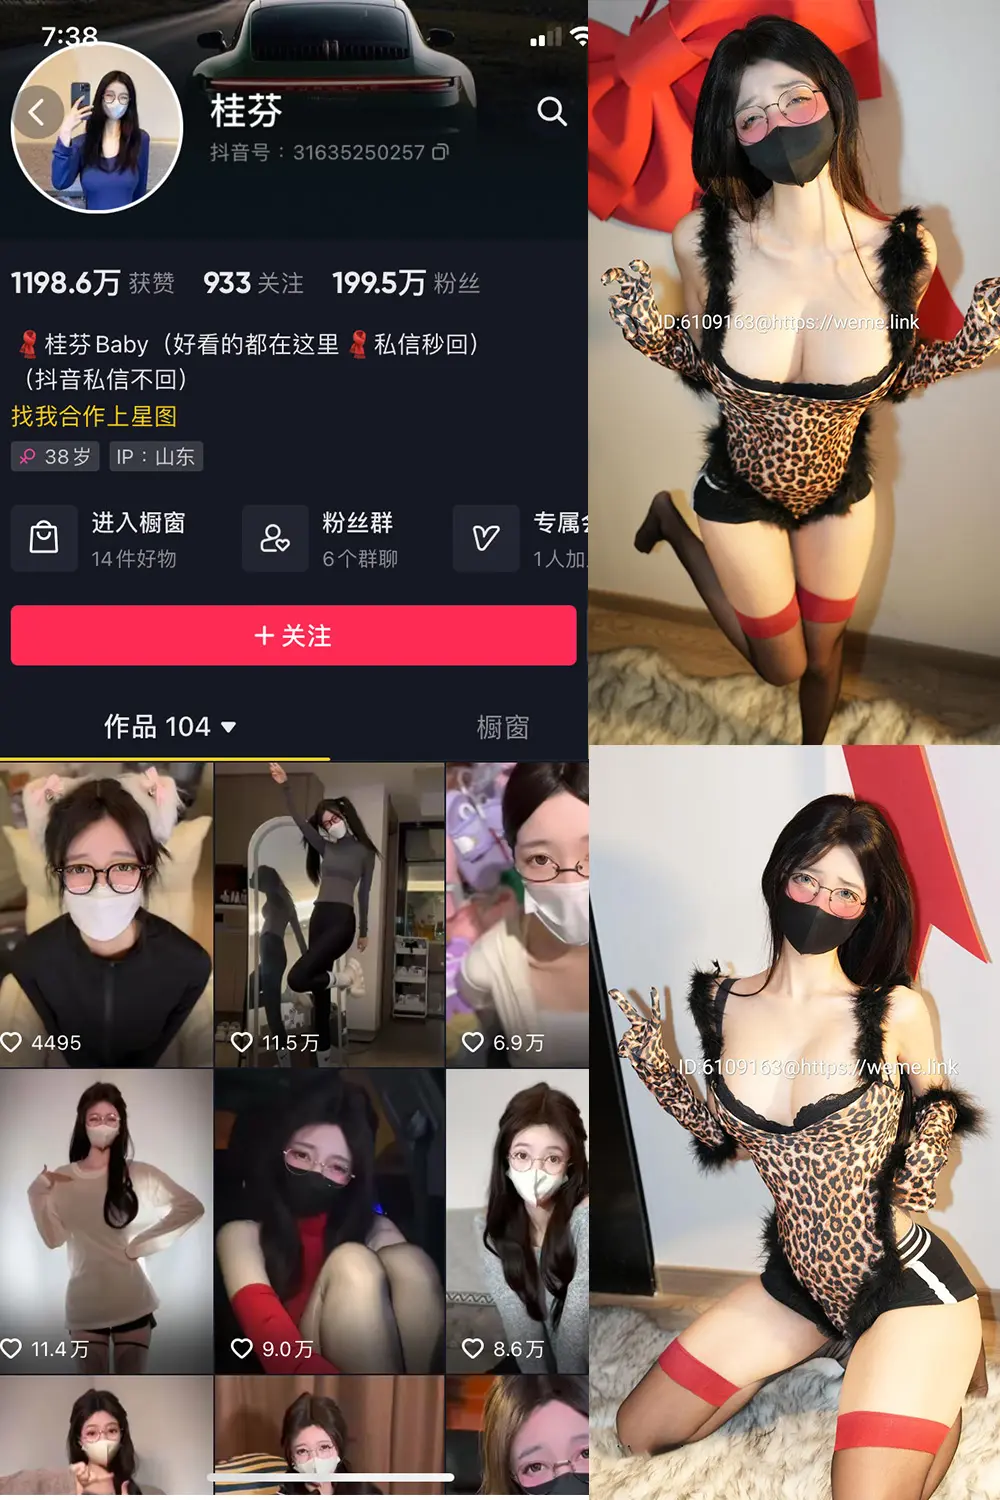 7:38
桂芬
抖音号：31635250257
1198.6万 获赞 933 关注 199.5万 粉丝
桂芬Baby（好看的都在这里 私信秒回）
（抖音私信不回）
找我合作上星图
38岁 IP：山东
进入橱窗
14件好物
粉丝群
6个群聊
专属会
1人加
+ 关注
作品 104
橱窗
4495
11.5万
6.9万
11.4万
9.0万
8.6万
ID:6109163@https://weme.link
ID:6109163@https://weme.link